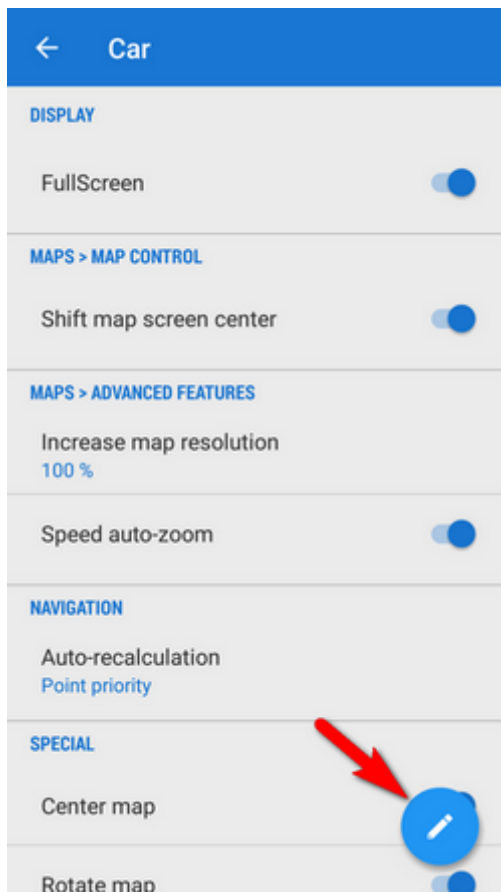 Car
DISPLAY
FullScreen
MAPS > MAP CONTROL
Shift map screen center
MAPS > ADVANCED FEATURES
Increase map resolution
100 %
Speed auto-zoom
NAVIGATION
Auto-recalculation
Point priority
SPECIAL
Center map
Rotate map